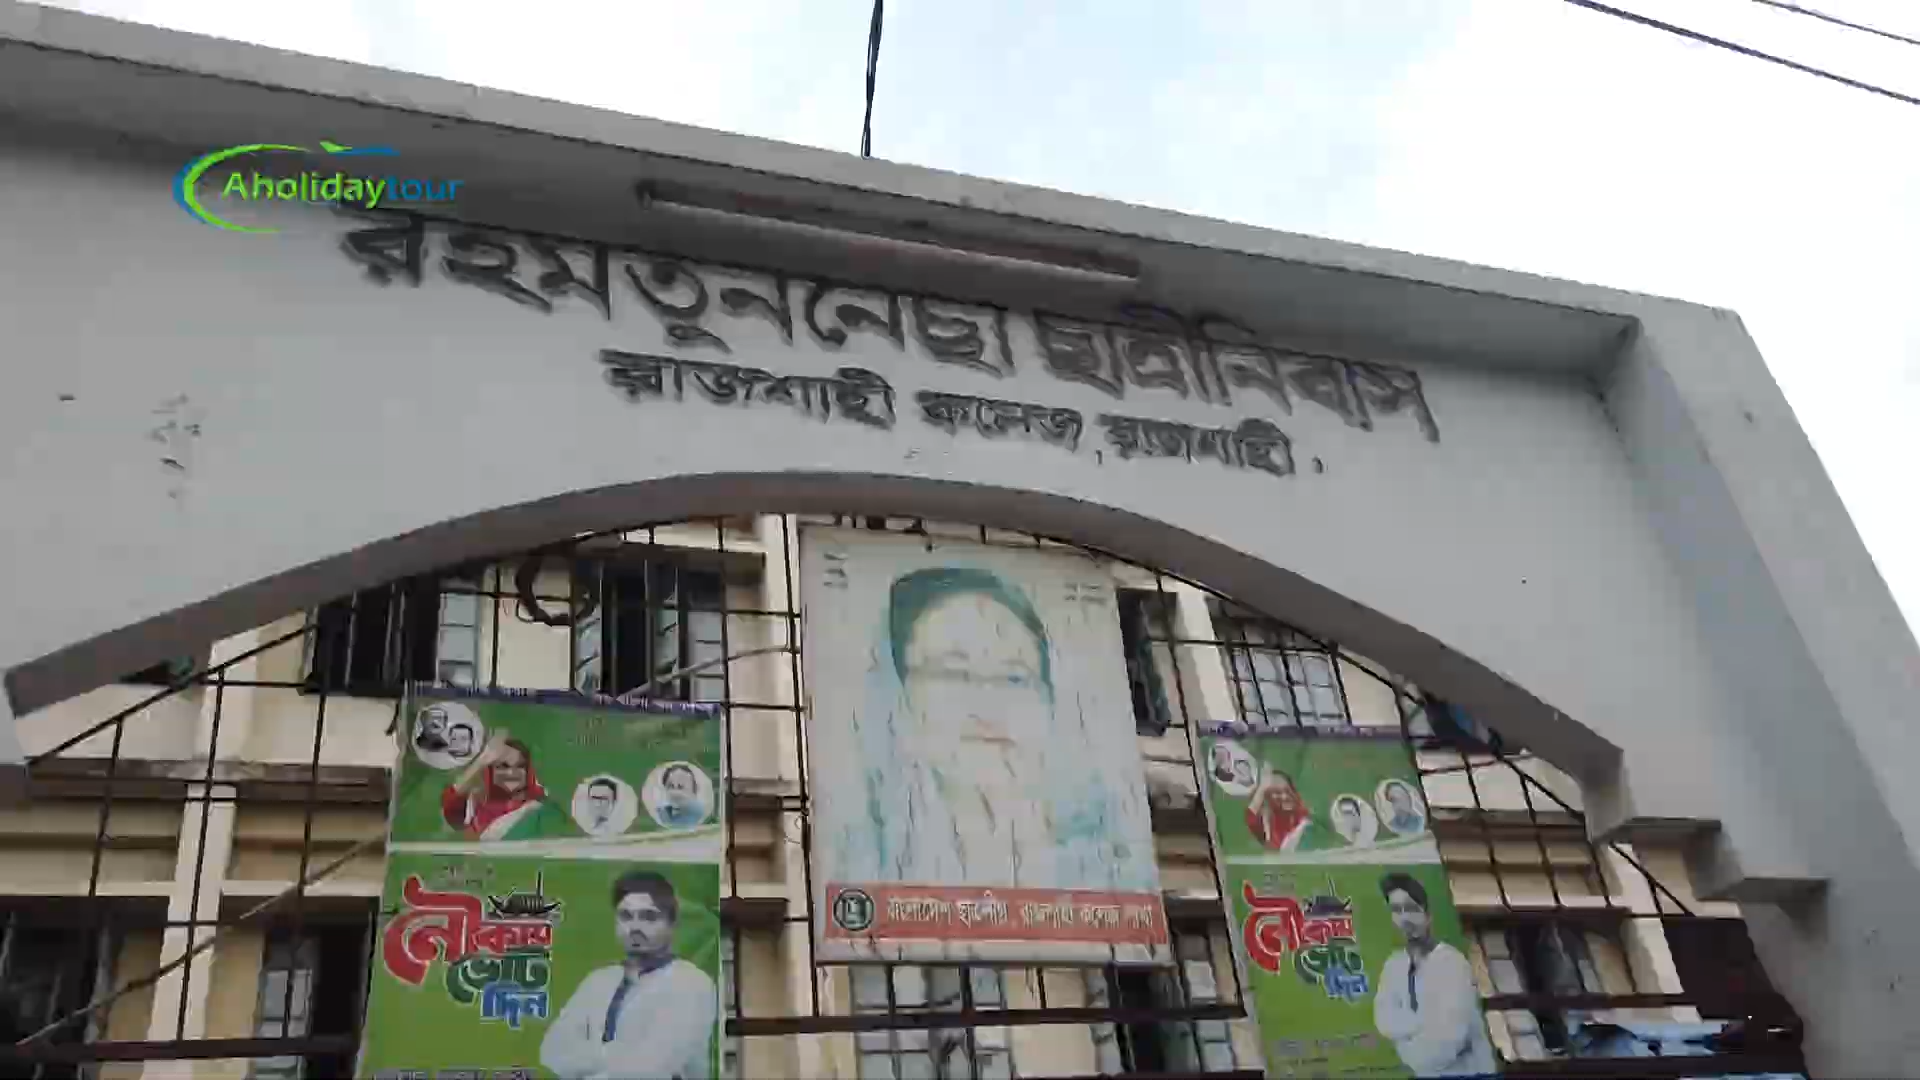 Aholidaytour
রহমতুননেছা ছাত্রীনিবাস
রাজশাহী কলেজ, রাজশাহী।
বাংলাদেশ ছাত্রলীগ, রাজশাহী কলেজ শাখা
নৌকায়
ভোট
দিন
নৌকায়
ভোট
দিন